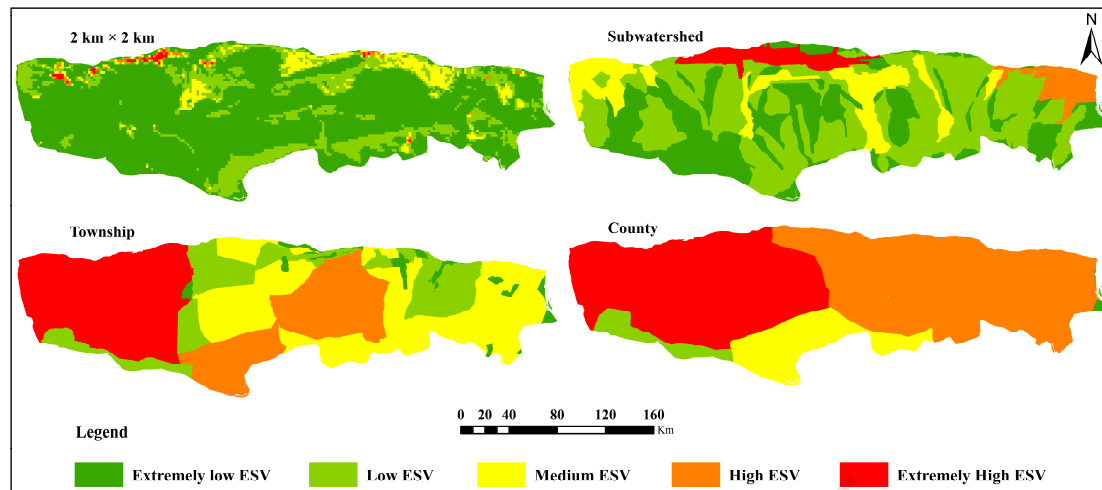 2 km × 2 km
Subwatershed
N
Township
County
0 20 40 80 120 160
Km
Legend
Extremely low ESV
Low ESV
Medium ESV
High ESV
Extremely High ESV